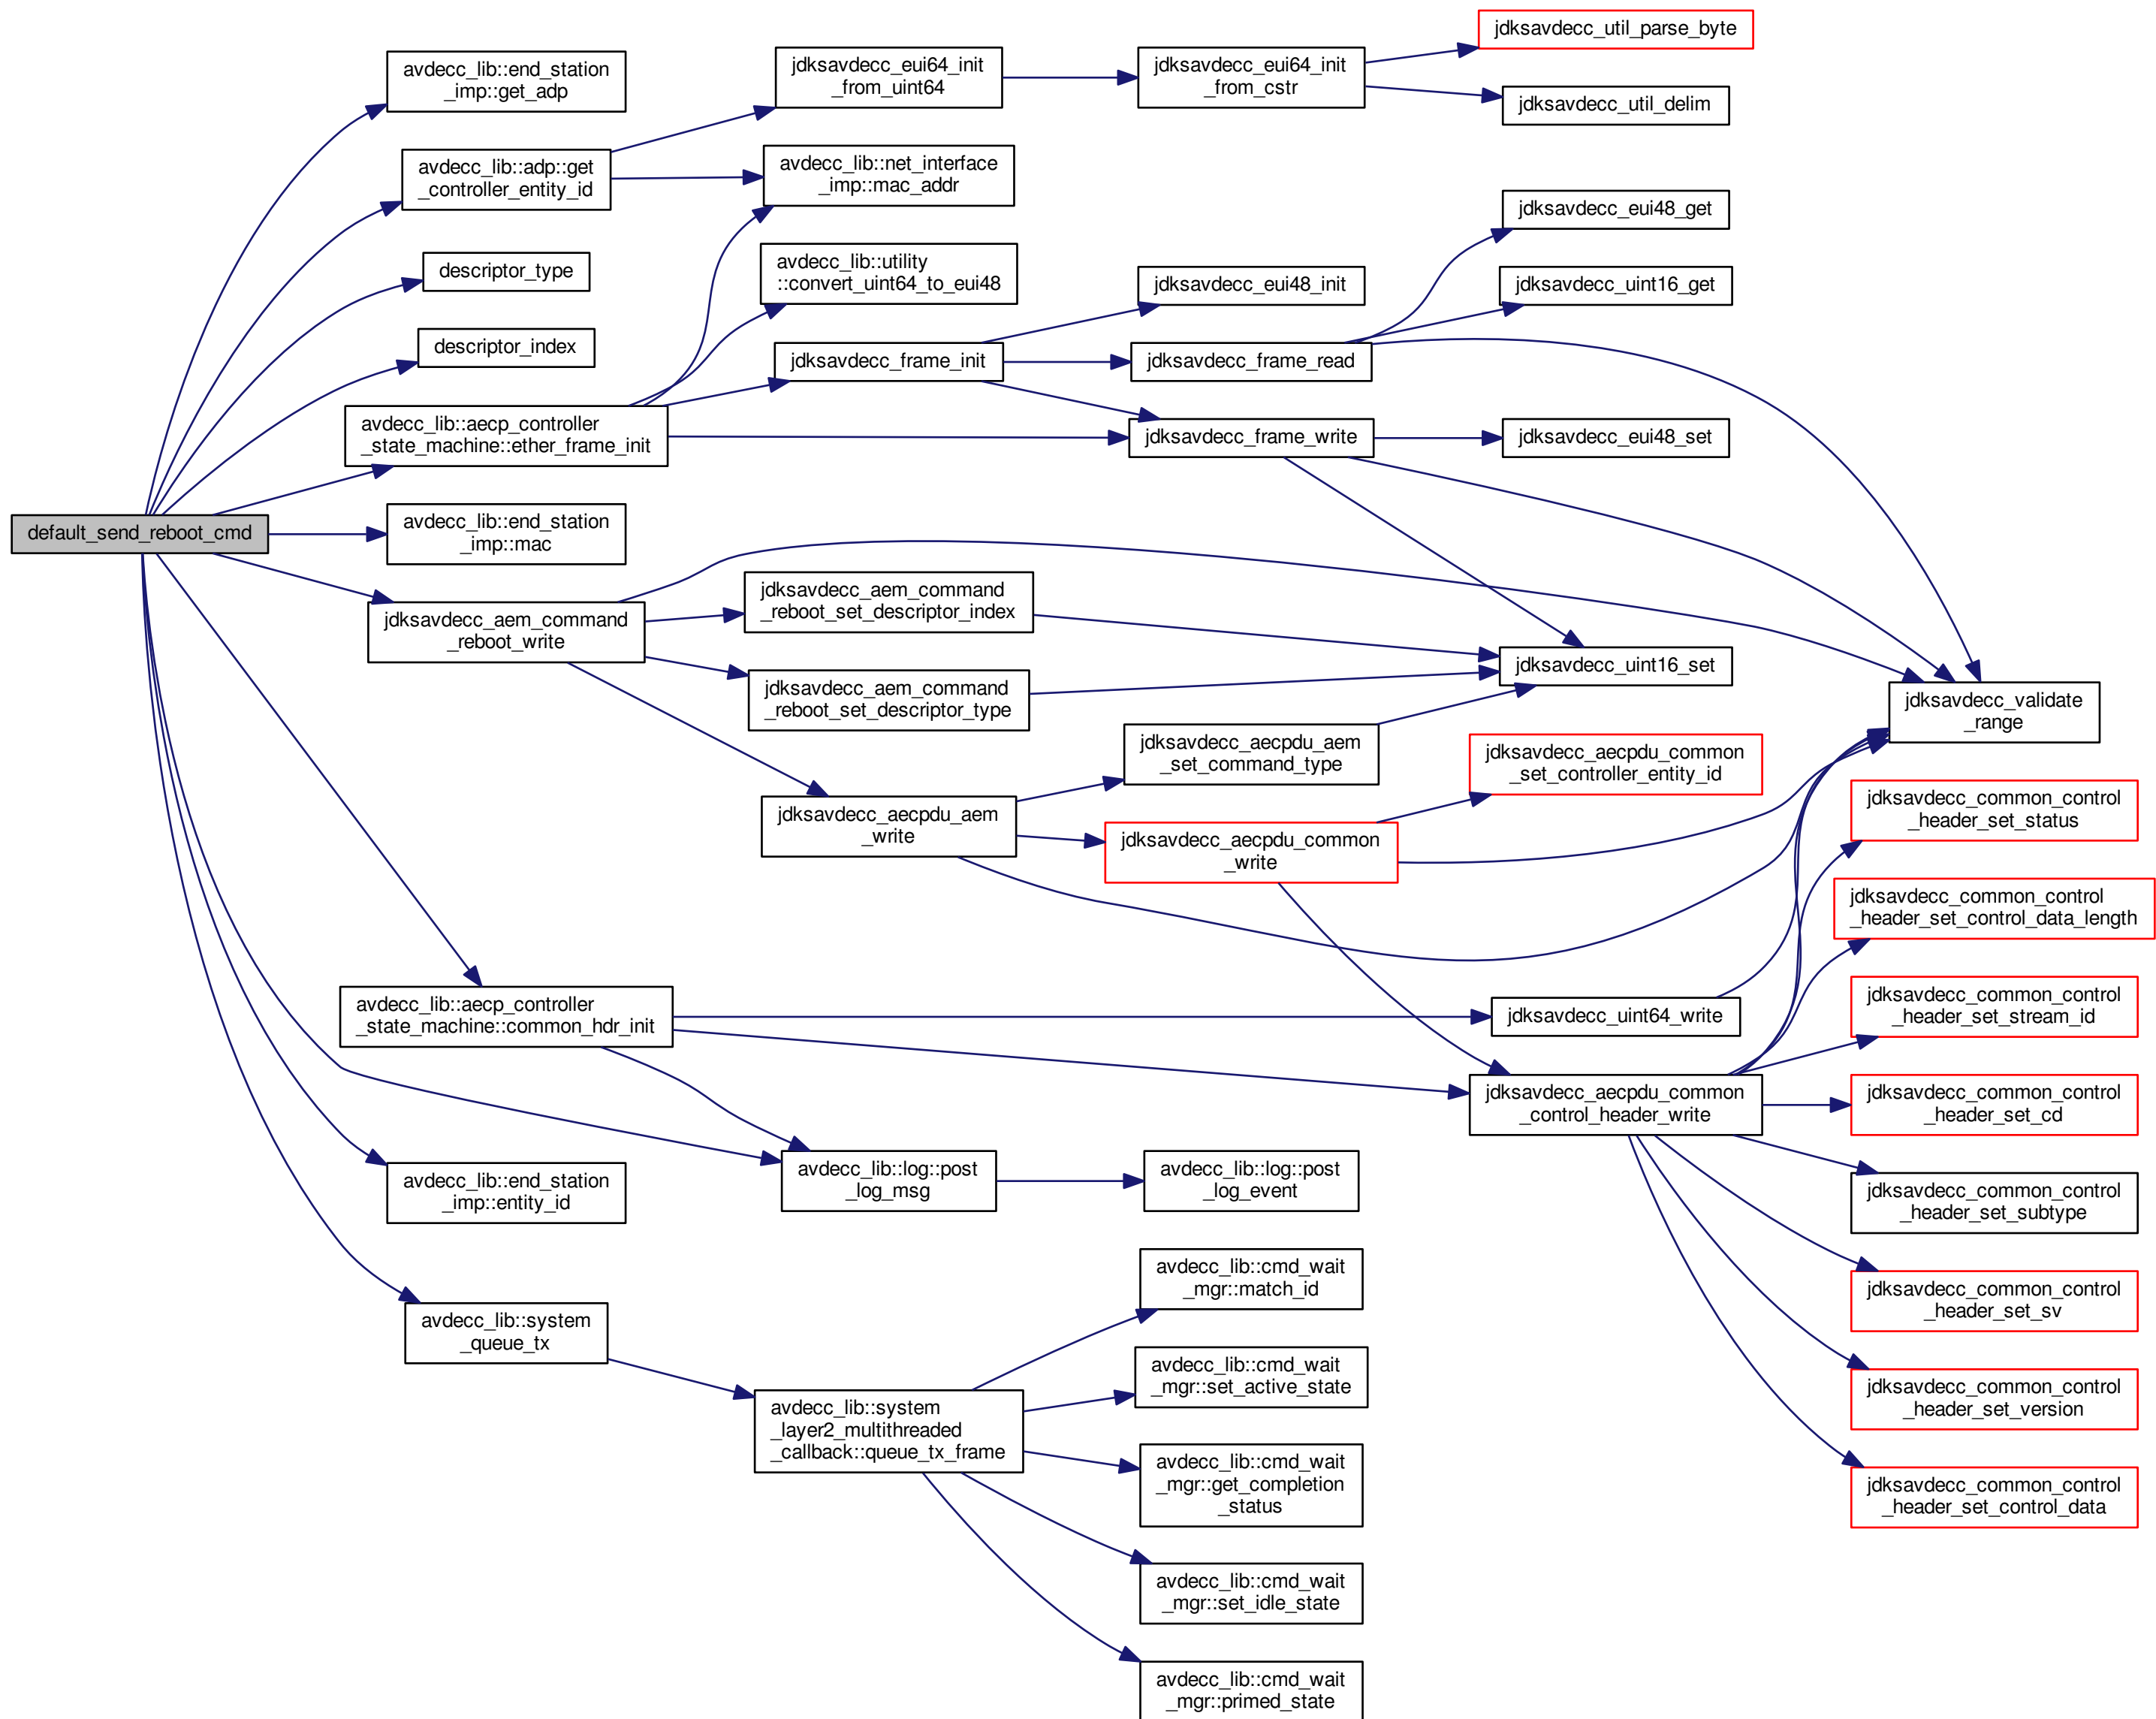 default_send_reboot_cmd
avdecc_lib::end_station
_imp::get_adp
avdecc_lib::adp::get
_controller_entity_id
descriptor_type
descriptor_index
avdecc_lib::aecp_controller
_state_machine::ether_frame_init
avdecc_lib::end_station
_imp::mac
jdksavdecc_aem_command
_reboot_write
avdecc_lib::aecp_controller
_state_machine::common_hdr_init
avdecc_lib::end_station
_imp::entity_id
avdecc_lib::system
_queue_tx
jdksavdecc_eui64_init
_from_uint64
avdecc_lib::net_interface
_imp::mac_addr
avdecc_lib::utility
::convert_uint64_to_eui48
jdksavdecc_frame_init
jdksavdecc_aem_command
_reboot_set_descriptor_index
jdksavdecc_aem_command
_reboot_set_descriptor_type
jdksavdecc_aecpdu_aem
_write
avdecc_lib::log::post
_log_msg
avdecc_lib::system
_layer2_multithreaded
_callback::queue_tx_frame
jdksavdecc_eui64_init
_from_cstr
jdksavdecc_eui48_init
jdksavdecc_frame_read
jdksavdecc_frame_write
jdksavdecc_aecpdu_aem
_set_command_type
jdksavdecc_aecpdu_common
_write
avdecc_lib::log::post
_log_event
avdecc_lib::cmd_wait
_mgr::match_id
avdecc_lib::cmd_wait
_mgr::set_active_state
avdecc_lib::cmd_wait
_mgr::get_completion
_status
avdecc_lib::cmd_wait
_mgr::set_idle_state
avdecc_lib::cmd_wait
_mgr::primed_state
jdksavdecc_util_parse_byte
jdksavdecc_util_delim
jdksavdecc_eui48_get
jdksavdecc_uint16_get
jdksavdecc_eui48_set
jdksavdecc_uint16_set
jdksavdecc_aecpdu_common
_set_controller_entity_id
jdksavdecc_uint64_write
jdksavdecc_aecpdu_common
_control_header_write
jdksavdecc_validate
_range
jdksavdecc_common_control
_header_set_status
jdksavdecc_common_control
_header_set_control_data_length
jdksavdecc_common_control
_header_set_stream_id
jdksavdecc_common_control
_header_set_cd
jdksavdecc_common_control
_header_set_subtype
jdksavdecc_common_control
_header_set_sv
jdksavdecc_common_control
_header_set_version
jdksavdecc_common_control
_header_set_control_data